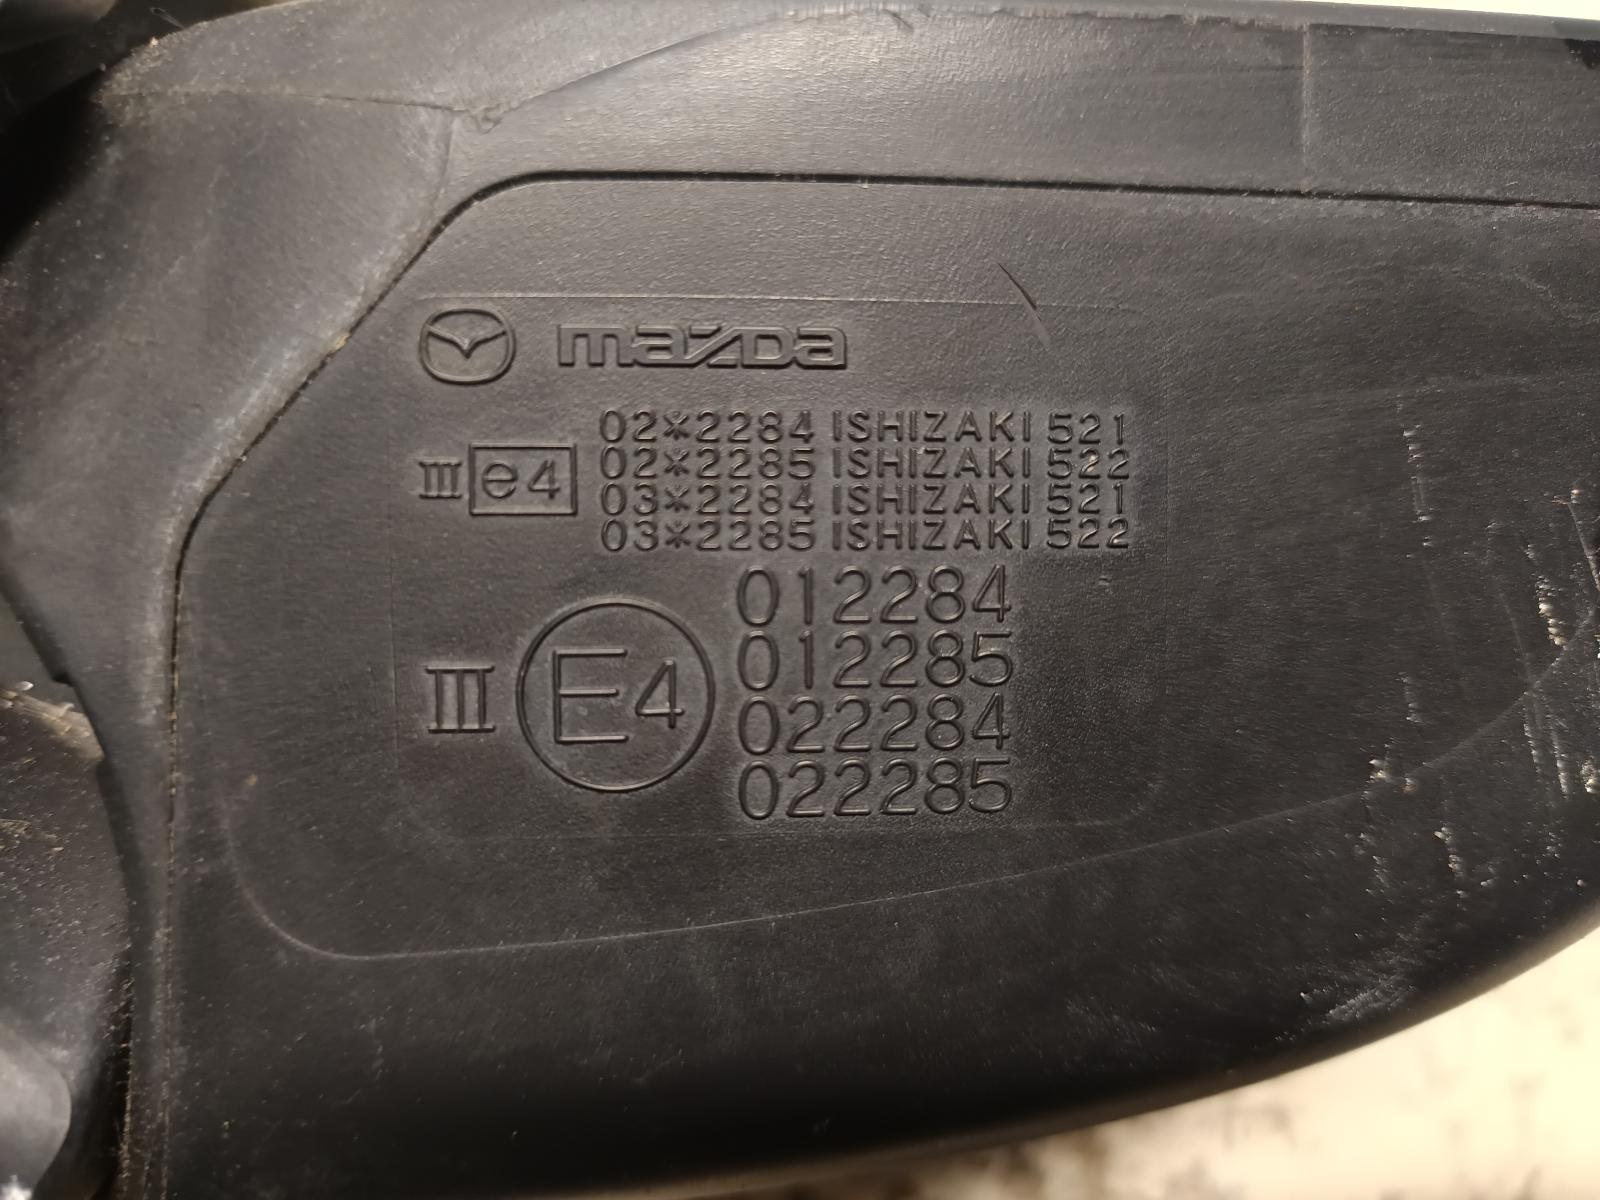 mazda
02*2284 ISHIZAKI 521
III e4 02*2285 ISHIZAKI 522
03*2284 ISHIZAKI 521
03*2285 ISHIZAKI 522
012284
012285
III E4 022284
022285